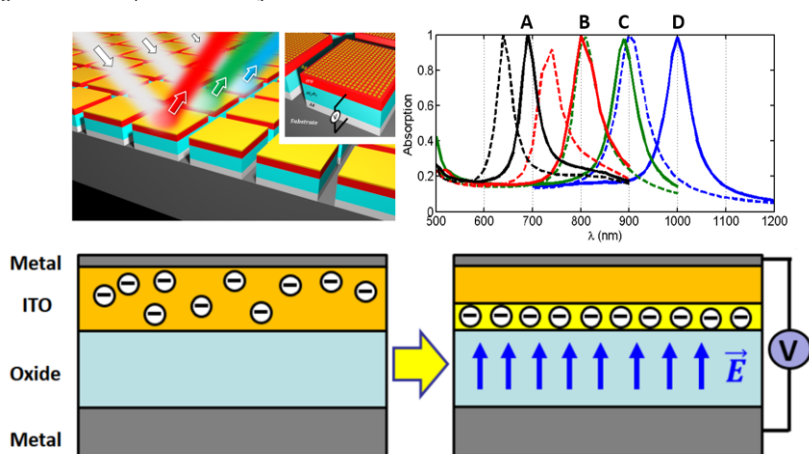 A B C D
Substrate
1
0.8
0.6
0.4
0.2
0
Absorption
500 600 700 800 900 1000 1100 1200
λ (nm)
Metal
ITO
Oxide
Metal
V
E